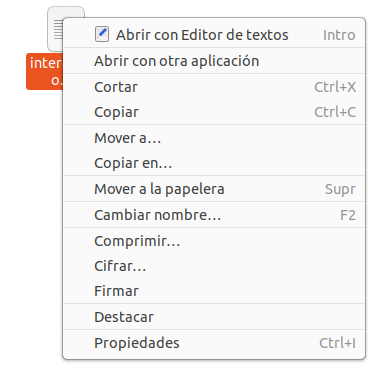 Abrir con Editor de textos Intro
Abrir con otra aplicación
inter
o.
Cortar Ctrl+X
Copiar Ctrl+C
Mover a...
Copiar en...
Mover a la papelera Supr
Cambiar nombre... F2
Comprimir...
Cifrar...
Firmar
Destacar
Propiedades Ctrl+I